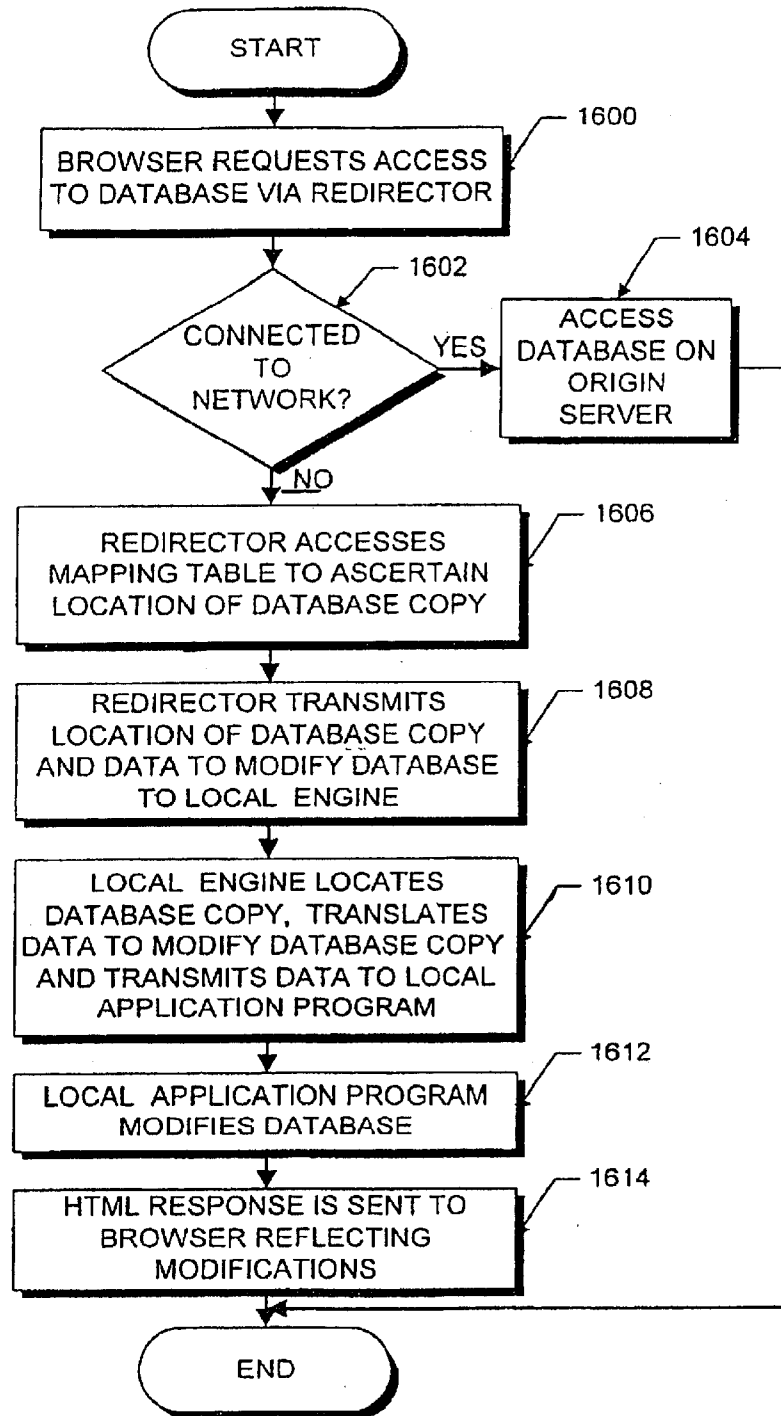 START
1600
BROWSER REQUESTS ACCESS
TO DATABASE VIA REDIRECTOR
1602
CONNECTED
TO
NETWORK?
YES
1604
ACCESS
DATABASE ON
ORIGIN
SERVER
NO
1606
REDIRECTOR ACCESSES
MAPPING TABLE TO ASCERTAIN
LOCATION OF DATABASE COPY
1608
REDIRECTOR TRANSMITS
LOCATION OF DATABASE COPY
AND DATA TO MODIFY DATABASE
TO LOCAL ENGINE
1610
LOCAL ENGINE LOCATES
DATABASE COPY, TRANSLATES
DATA TO MODIFY DATABASE COPY
AND TRANSMITS DATA TO LOCAL
APPLICATION PROGRAM
1612
LOCAL APPLICATION PROGRAM
MODIFIES DATABASE
1614
HTML RESPONSE IS SENT TO
BROWSER REFLECTING
MODIFICATIONS
END